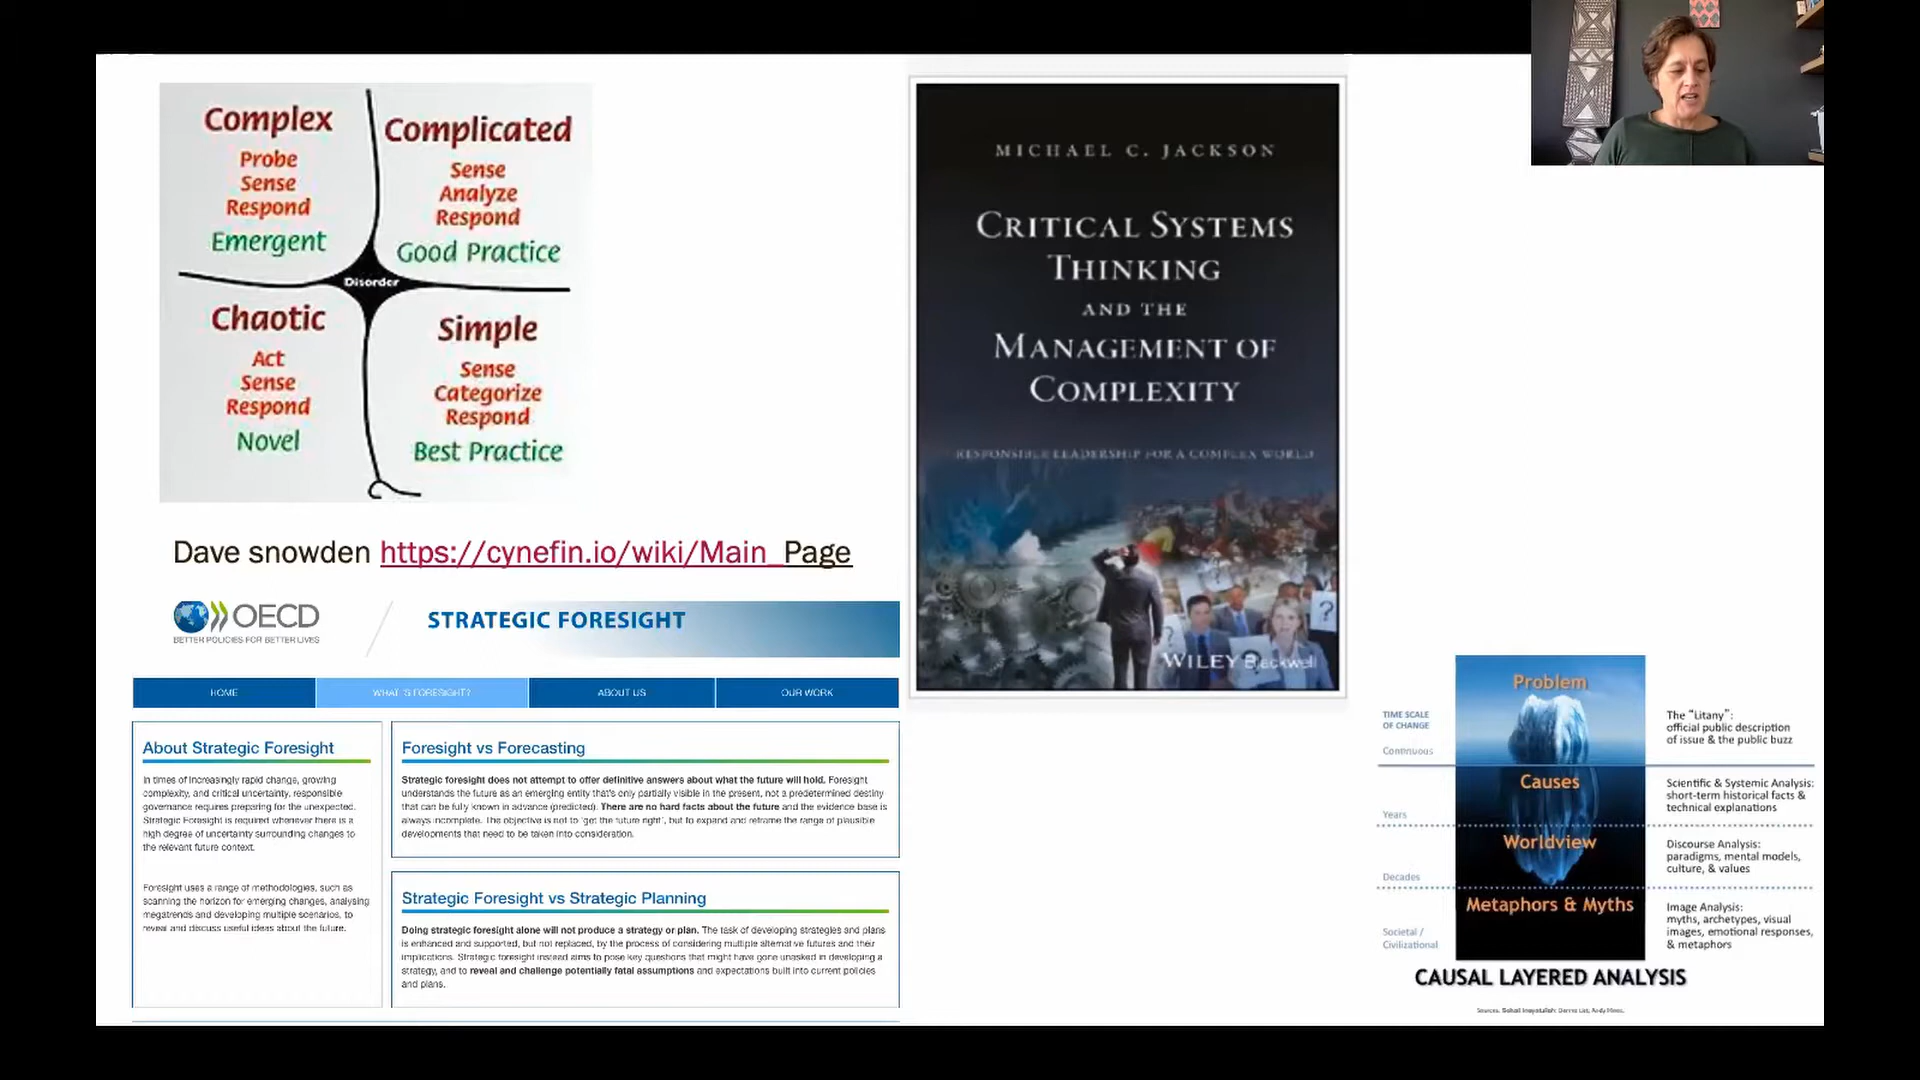 Complex
Probe
Sense
Respond
Emergent
Complicated
Sense
Analyze
Respond
Good Practice
Disorder
Chaotic
Act
Sense
Respond
Novel
Simple
Sense
Categorize
Respond
Best Practice
Dave snowden https://cynefin.io/wiki/Main_Page
OECD
BETTER POLICIES FOR BETTER LIVES
STRATEGIC FORESIGHT
HOME
WHAT'S FORESIGHT?
ABOUT US
OUR WORK
About Strategic Foresight
In times of increasingly rapid change, growing
complexity, and critical uncertainty, responsible
governance requires preparing for the unexpected.
Strategic Foresight is required whenever there is a
high degree of uncertainty surrounding changes to
the relevant future context.
Foresight uses a range of methodologies, such as
scanning the horizon for emerging changes, analysing
megatrends and developing multiple scenarios, to
reveal and discuss useful ideas about the future.
Foresight vs Forecasting
Strategic foresight does not attempt to offer definitive answers about what the future will hold. Foresight
understands the future as an emerging entity that's only partially visible in the present, not a predetermined destiny
that can be fully known in advance (predicted). There are no hard facts about the future and the evidence base is
always incomplete. The objective is not to 'get the future right', but to expand and reframe the range of plausible
developments that need to be taken into consideration.
Strategic Foresight vs Strategic Planning
Doing strategic foresight alone will not produce a strategy or plan. The task of developing strategies and plans
is enhanced and supported, but not replaced, by the process of considering multiple alternative futures and their
implications. Strategic foresight instead aims to pose key questions that might have gone unasked in developing a
strategy, and to reveal and challenge potentially fatal assumptions and expectations built into current policies
and plans.
MICHAEL C. JACKSON
CRITICAL SYSTEMS
THINKING
AND THE
MANAGEMENT OF
COMPLEXITY
RESPONSIBLE LEADERSHIP FOR A COMPLEX WORLD
?
?
WILEY Blackwell
TIME SCALE
OF CHANGE
Continuous
Years
Decades
Societal /
Civilizational
Problem
Causes
Worldview
Metaphors & Myths
The "Litany":
official public description
of issue & the public buzz
Scientific & Systemic Analysis:
short-term historical facts &
technical explanations
Discourse Analysis:
paradigms, mental models,
culture, & values
Image Analysis:
myths, archetypes, visual
images, emotional responses,
& metaphors
CAUSAL LAYERED ANALYSIS
Sources: Sohail Inayatullah